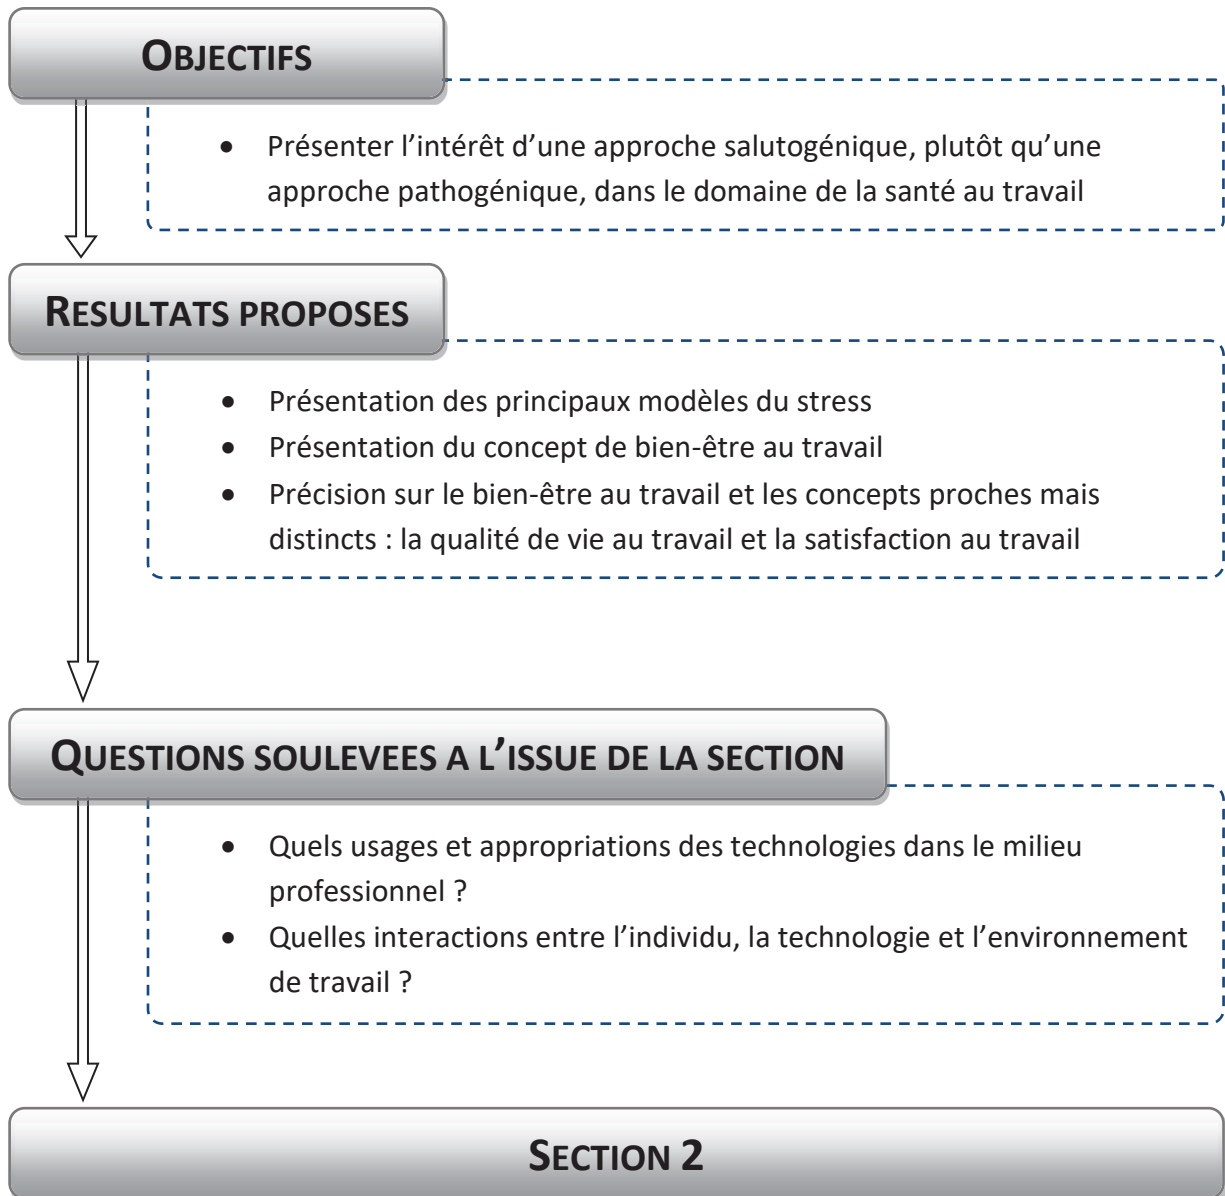 OBJECTIFS
• Présenter l’intérêt d’une approche salutogénique, plutôt qu’une
approche pathogénique, dans le domaine de la santé au travail
RESULTATS PROPOSES
• Présentation des principaux modèles du stress
• Présentation du concept de bien-être au travail
• Précision sur le bien-être au travail et les concepts proches mais
distincts : la qualité de vie au travail et la satisfaction au travail
QUESTIONS SOULEVEES A L’ISSUE DE LA SECTION
• Quels usages et appropriations des technologies dans le milieu
professionnel ?
• Quelles interactions entre l’individu, la technologie et l’environnement
de travail ?
SECTION 2